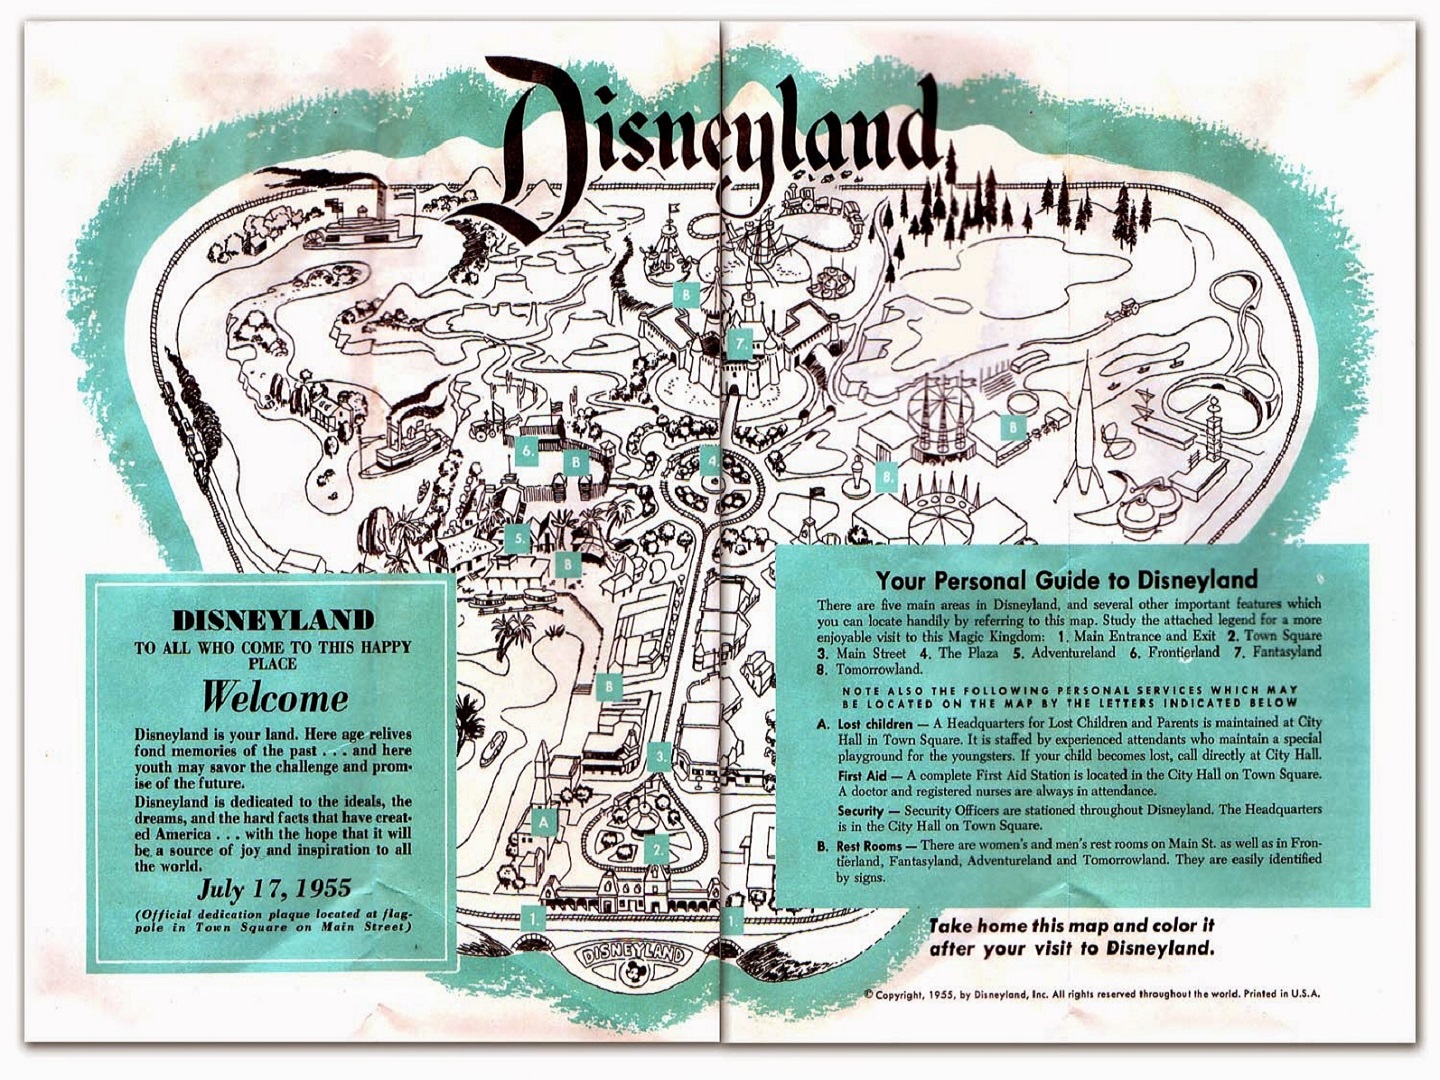 Disneyland
B
7.
6.
B
4.
B
8.
5.
B
B
3.
A
2.
1.
1.
DISNEYLAND
DISNEYLAND
TO ALL WHO COME TO THIS HAPPY
PLACE
Welcome
Disneyland is your land. Here age relives
fond memories of the past . . . and here
youth may savor the challenge and prom-
ise of the future.
Disneyland is dedicated to the ideals, the
dreams, and the hard facts that have creat-
ed America . . . with the hope that it will
be a source of joy and inspiration to all
the world.
July 17, 1955
(Official dedication plaque located at flag-
pole in Town Square on Main Street)
Your Personal Guide to Disneyland
There are five main areas in Disneyland, and several other important features which
you can locate handily by referring to this map. Study the attached legend for a more
enjoyable visit to this Magic Kingdom: 1. Main Entrance and Exit 2. Town Square
3. Main Street 4. The Plaza 5. Adventureland 6. Frontierland 7. Fantasyland
8. Tomorrowland.
NOTE ALSO THE FOLLOWING PERSONAL SERVICES WHICH MAY
BE LOCATED ON THE MAP BY THE LETTERS INDICATED BELOW
A. Lost children — A Headquarters for Lost Children and Parents is maintained at City
Hall in Town Square. It is staffed by experienced attendants who maintain a special
playground for the youngsters. If your child becomes lost, call directly at City Hall.
First Aid — A complete First Aid Station is located in the City Hall on Town Square.
A doctor and registered nurses are always in attendance.
Security — Security Officers are stationed throughout Disneyland. The Headquarters
is in the City Hall on Town Square.
B. Rest Rooms — There are women's and men's rest rooms on Main St. as well as in Fron-
tierland, Fantasyland, Adventureland and Tomorrowland. They are easily identified
by signs.
Take home this map and color it
after your visit to Disneyland.
© Copyright, 1955, by Disneyland, Inc. All rights reserved throughout the world. Printed in U.S.A.